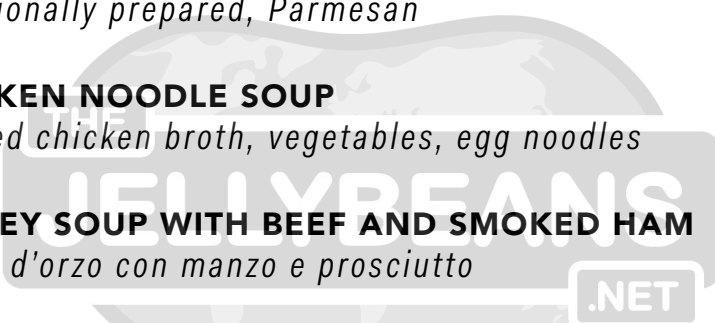 ionally prepared, Parmesan
KEN NOODLE SOUP
ed chicken broth, vegetables, egg noodles
EY SOUP WITH BEEF AND SMOKED HAM
d'orzo con manzo e prosciutto
THE
JELLYBEANS
.NET